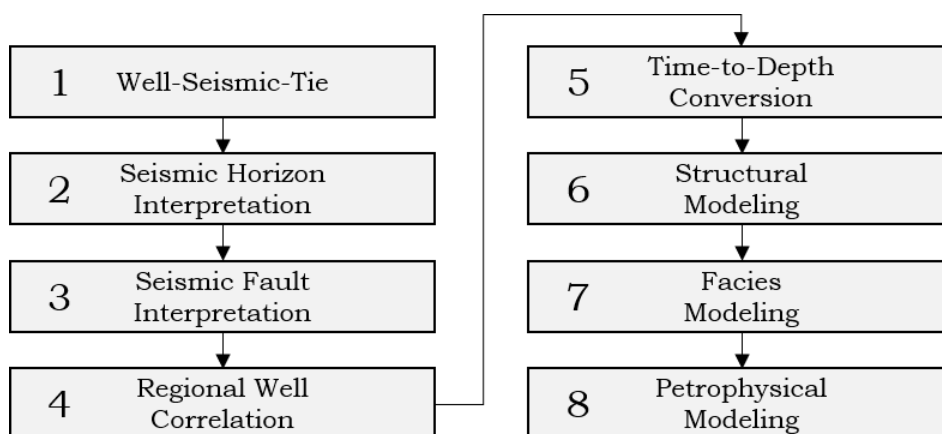 1 Well-Seismic-Tie
2 Seismic Horizon
Interpretation
3 Seismic Fault
Interpretation
4 Regional Well
Correlation
5 Time-to-Depth
Conversion
6 Structural
Modeling
7 Facies
Modeling
8 Petrophysical
Modeling